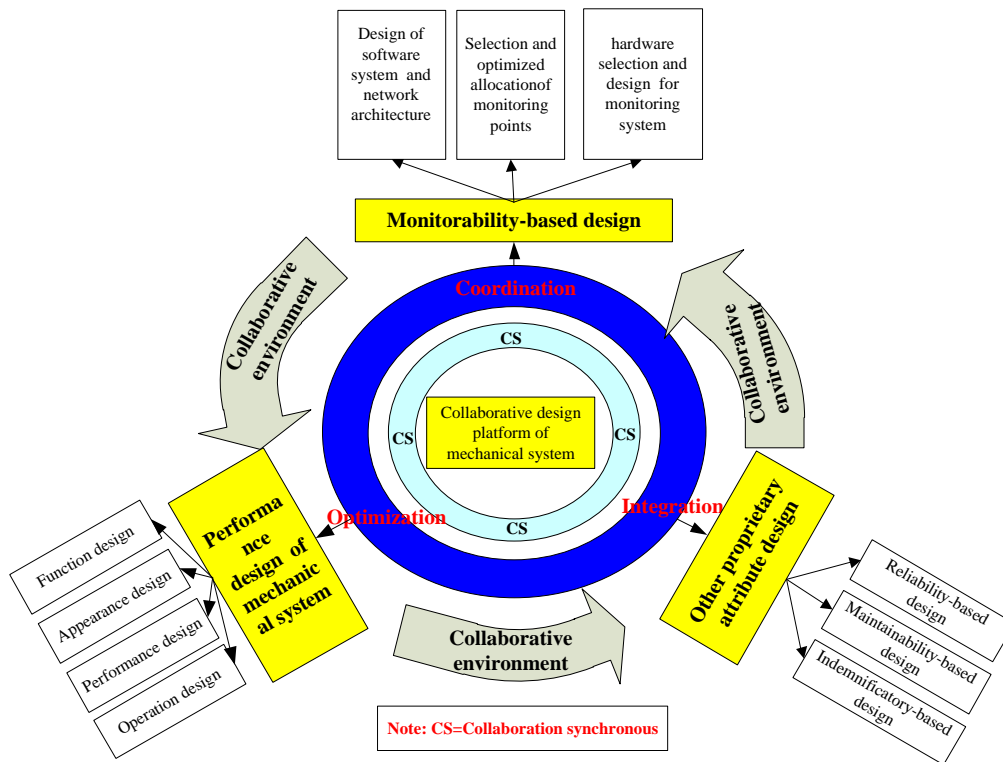 Design of
software
system and
network
architecture
Selection and
optimized
allocationof
monitoring
points
hardware
selection and
design for
monitoring
system
Monitorability-based design
Collaborative
environment
Collaborative
environment
Coordination
CS
CS
CS
CS
Collaborative design
platform of
mechanical system
Optimization
Integration
Performa
nce
design of
mechanic
al system
Other proprietary
attribute design
Function design
Appearance design
Performance design
Operation design
Reliability-based
design
Maintainability-based
design
Indemnificatory-based
design
Collaborative
environment
Note: CS=Collaboration synchronous